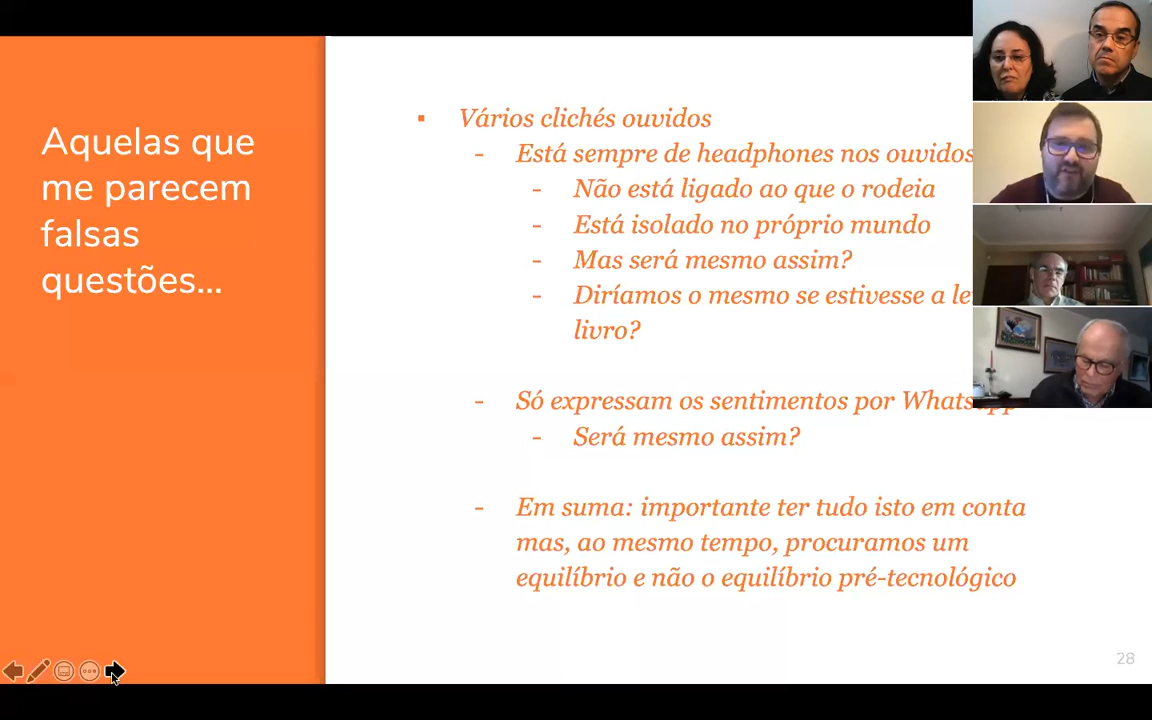 Aquelas que
me parecem
falsas
questões...
▪ Vários clichés ouvidos
- Está sempre de headphones nos ouvidos
- Não está ligado ao que o rodeia
- Está isolado no próprio mundo
- Mas será mesmo assim?
- Diríamos o mesmo se estivesse a
livro?
- Só expressam os sentimentos por Whatsapp
- Será mesmo assim?
- Em suma: importante ter tudo isto em conta
mas, ao mesmo tempo, procuramos um
equilíbrio e não o equilíbrio pré-tecnológico
28